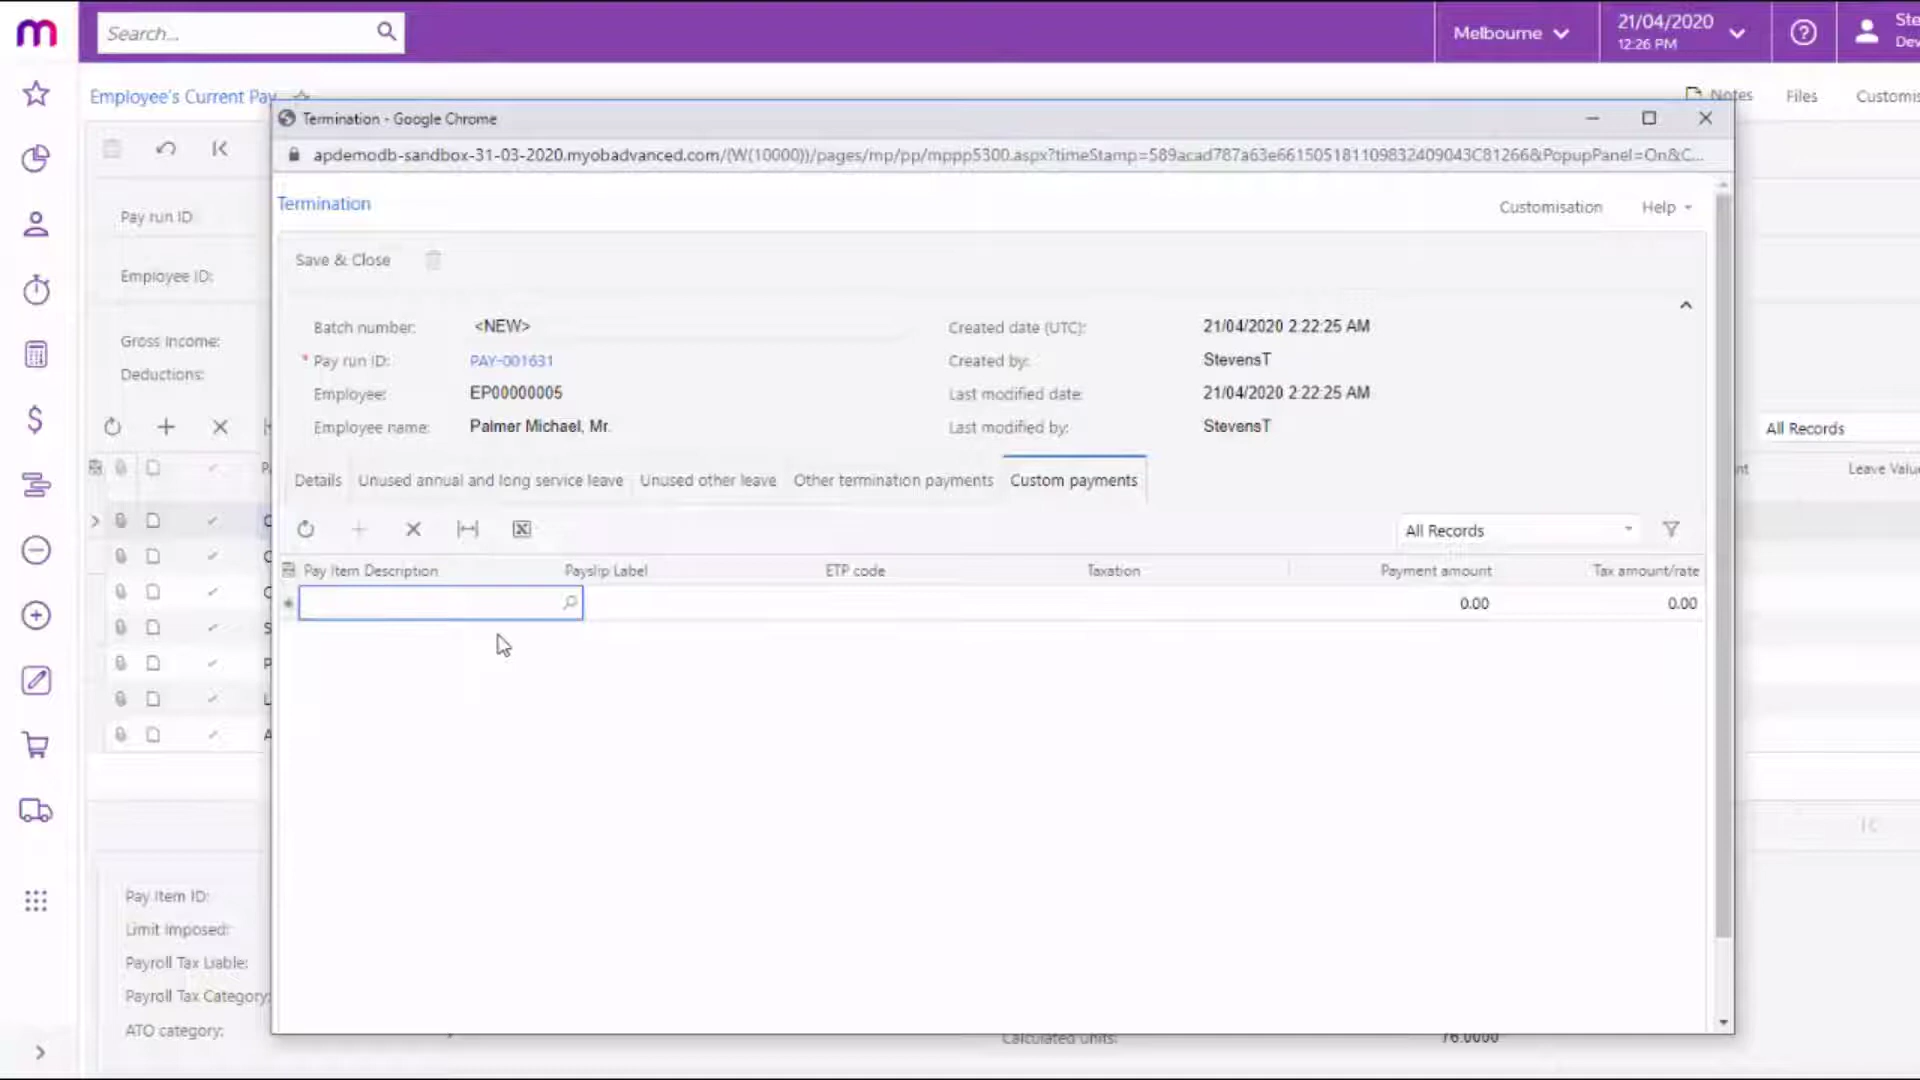 Search...
Melbourne
21/04/2020
12:26 PM
Ste
Dev
Employee's Current Pay
Notes
Files
Customis
Termination - Google Chrome
apdemodb-sandbox-31-03-2020.myobadvanced.com/(W(10000))/pages/mp/pp/mppp5300.aspx?timeStamp=589acad787a63e6615051811098324​09043C81266&PopupPanel=On&C...
Termination
Customisation
Help
Pay run ID
Save & Close
Employee ID:
Batch number: <NEW>
Created date (UTC): 21/04/2020 2:22:25 AM
Gross Income:
* Pay run ID: PAY-001631
Created by: StevensT
Deductions:
Employee: EP00000005
Last modified date: 21/04/2020 2:22:25 AM
Employee name: Palmer Michael, Mr.
Last modified by: StevensT
All Records
Details
Unused annual and long service leave
Unused other leave
Other termination payments
Custom payments
nt
Leave Value
All Records
Pay Item Description
Payslip Label
ETP code
Taxation
Payment amount
Tax amount/rate
0.00
0.00
Pay Item ID:
Limit Imposed:
Payroll Tax Liable:
Payroll Tax Category:
ATO category:
Calculated Units:
76.0000